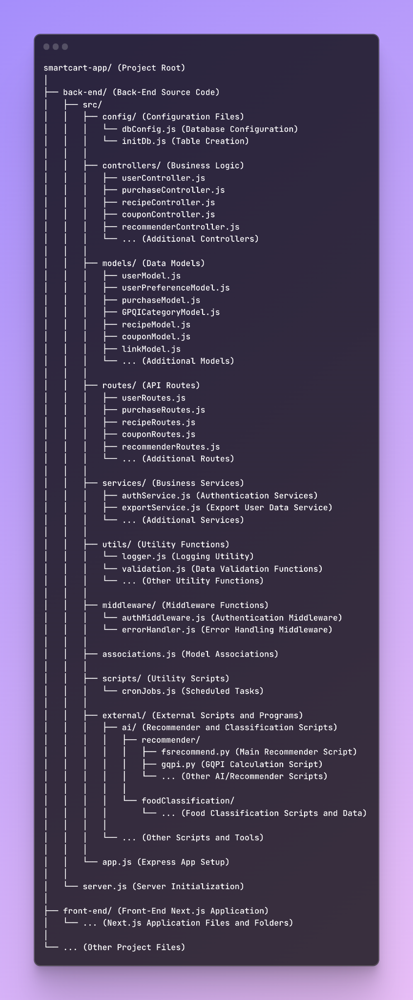 smartcart-app/ (Project Root)
│
├── back-end/ (Back-End Source Code)
│   ├── src/
│   │   ├── config/ (Configuration Files)
│   │   │   └── dbConfig.js (Database Configuration)
│   │   │   └── initDb.js (Table Creation)
│   │   │
│   │   ├── controllers/ (Business Logic)
│   │   │   ├── userController.js
│   │   │   ├── purchaseController.js
│   │   │   ├── recipeController.js
│   │   │   ├── couponController.js
│   │   │   ├── recommenderController.js
│   │   │   └── ... (Additional Controllers)
│   │   │
│   │   ├── models/ (Data Models)
│   │   │   ├── userModel.js
│   │   │   ├── userPreferenceModel.js
│   │   │   ├── purchaseModel.js
│   │   │   ├── GPQICategoryModel.js
│   │   │   ├── recipeModel.js
│   │   │   ├── couponModel.js
│   │   │   ├── linkModel.js
│   │   │   └── ... (Additional Models)
│   │   │
│   │   ├── routes/ (API Routes)
│   │   │   ├── userRoutes.js
│   │   │   ├── purchaseRoutes.js
│   │   │   ├── recipeRoutes.js
│   │   │   ├── couponRoutes.js
│   │   │   ├── recommenderRoutes.js
│   │   │   └── ... (Additional Routes)
│   │   │
│   │   ├── services/ (Business Services)
│   │   │   ├── authService.js (Authentication Services)
│   │   │   ├── exportService.js (Export User Data Service)
│   │   │   └── ... (Additional Services)
│   │   │
│   │   ├── utils/ (Utility Functions)
│   │   │   └── logger.js (Logging Utility)
│   │   │   └── validation.js (Data Validation Functions)
│   │   │   └── ... (Other Utility Functions)
│   │   │
│   │   ├── middleware/ (Middleware Functions)
│   │   │   └── authMiddleware.js (Authentication Middleware)
│   │   │   └── errorHandler.js (Error Handling Middleware)
│   │   │
│   │   ├── associations.js (Model Associations)
│   │   │
│   │   ├── scripts/ (Utility Scripts)
│   │   │   └── cronJobs.js (Scheduled Tasks)
│   │   │
│   │   ├── external/ (External Scripts and Programs)
│   │   │   ├── ai/ (Recommender and Classification Scripts)
│   │   │   │   ├── recommender/
│   │   │   │   │   ├── fsrecommend.py (Main Recommender Script)
│   │   │   │   │   ├── gqpi.py (GQPI Calculation Script)
│   │   │   │   │   └── ... (Other AI/Recommender Scripts)
│   │   │   │   │
│   │   │   │   └── foodClassification/
│   │   │   │       └── ... (Food Classification Scripts and Data)
│   │   │   │
│   │   │   └── ... (Other Scripts and Tools)
│   │   │
│   │   └── app.js (Express App Setup)
│   │
│   └── server.js (Server Initialization)
│
├── front-end/ (Front-End Next.js Application)
│   └── ... (Next.js Application Files and Folders)
│
└── ... (Other Project Files)